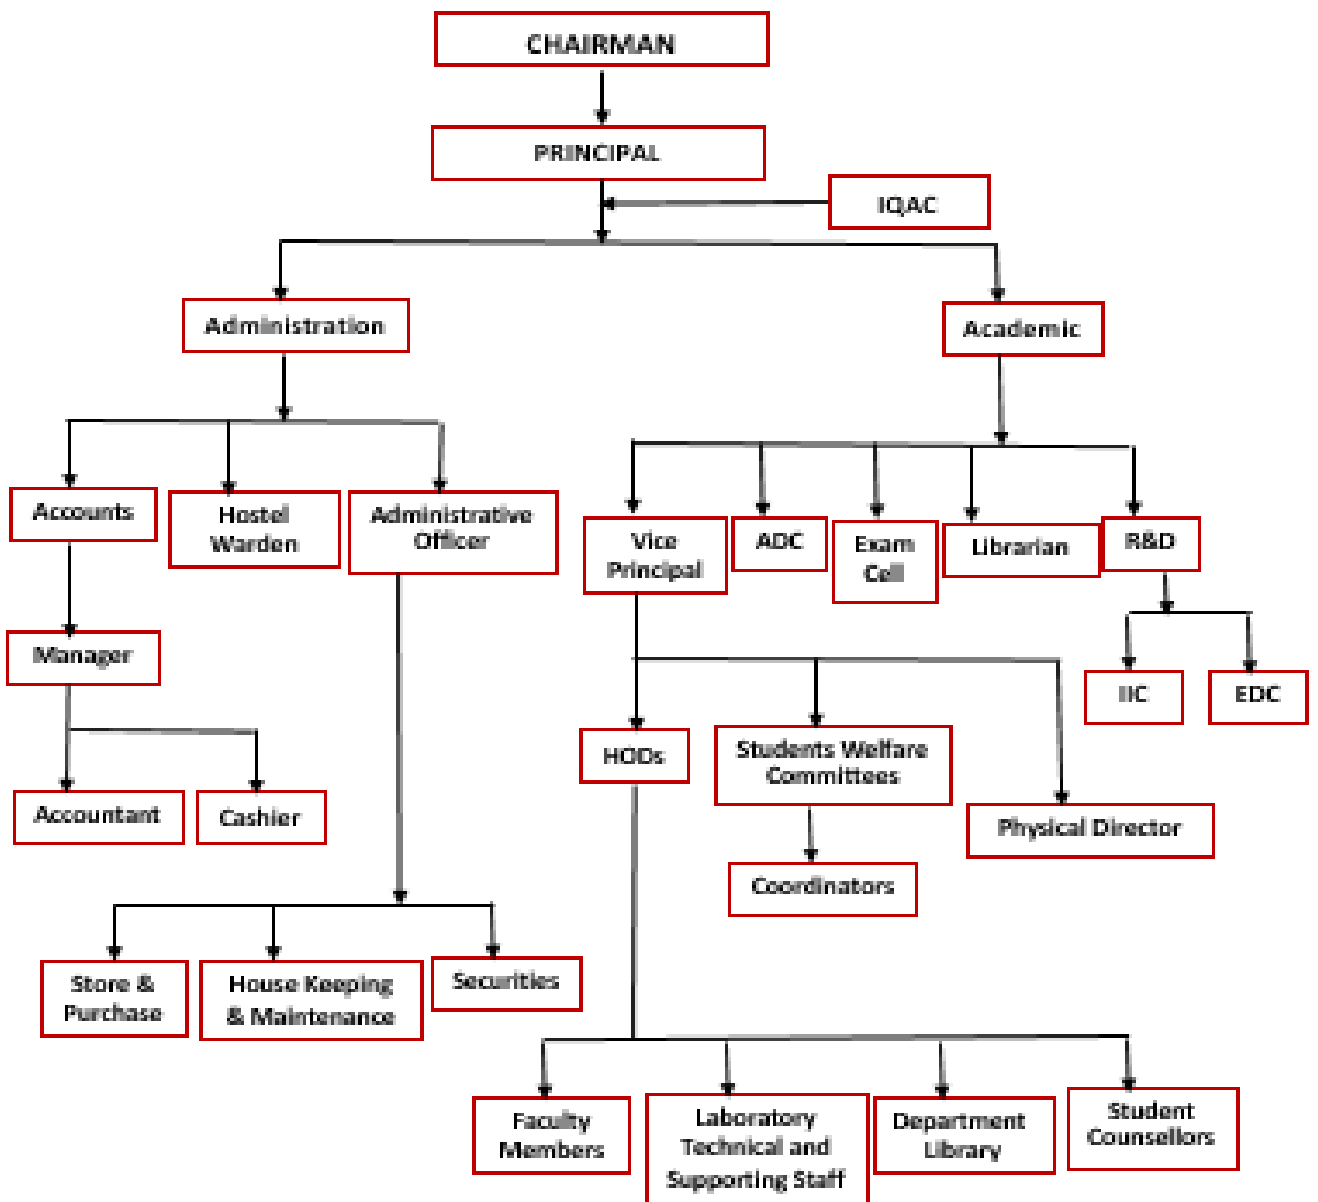 CHAIRMAN
PRINCIPAL
IQAC
Administration
Academic
Accounts
Hostel
Warden
Administrative
Officer
Vice
Principal
ADC
Exam
Cell
Librarian
R&D
Manager
IIC
EDC
HODs
Students Welfare
Committees
Accountant
Cashier
Physical Director
Coordinators
Store &
Purchase
House Keeping
& Maintenance
Securities
Faculty
Members
Laboratory
Technical and
Supporting Staff
Department
Library
Student
Counsellors